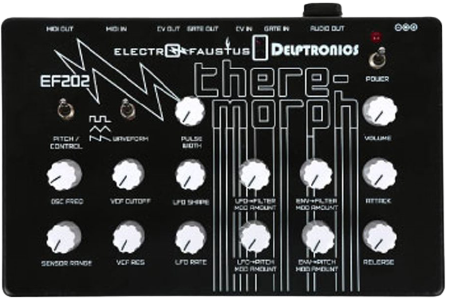 MIDI OUT MIDI IN CV OUT GATE OUT CV IN GATE IN AUDIO OUT
ELECTRO-FAUSTUS DELPTRONICS
EF202
there-
morph
POWER
PITCH / CONTROL
WAVEFORM
PULSE WIDTH
VOLUME
OSC FREQ
VCF CUTOFF
LFO SHAPE
LFO→FILTER
MOD AMOUNT
ENV→FILTER
MOD AMOUNT
ATTACK
SENSOR RANGE
VCF RES
LFO RATE
LFO→PITCH
MOD AMOUNT
ENV→PITCH
MOD AMOUNT
RELEASE